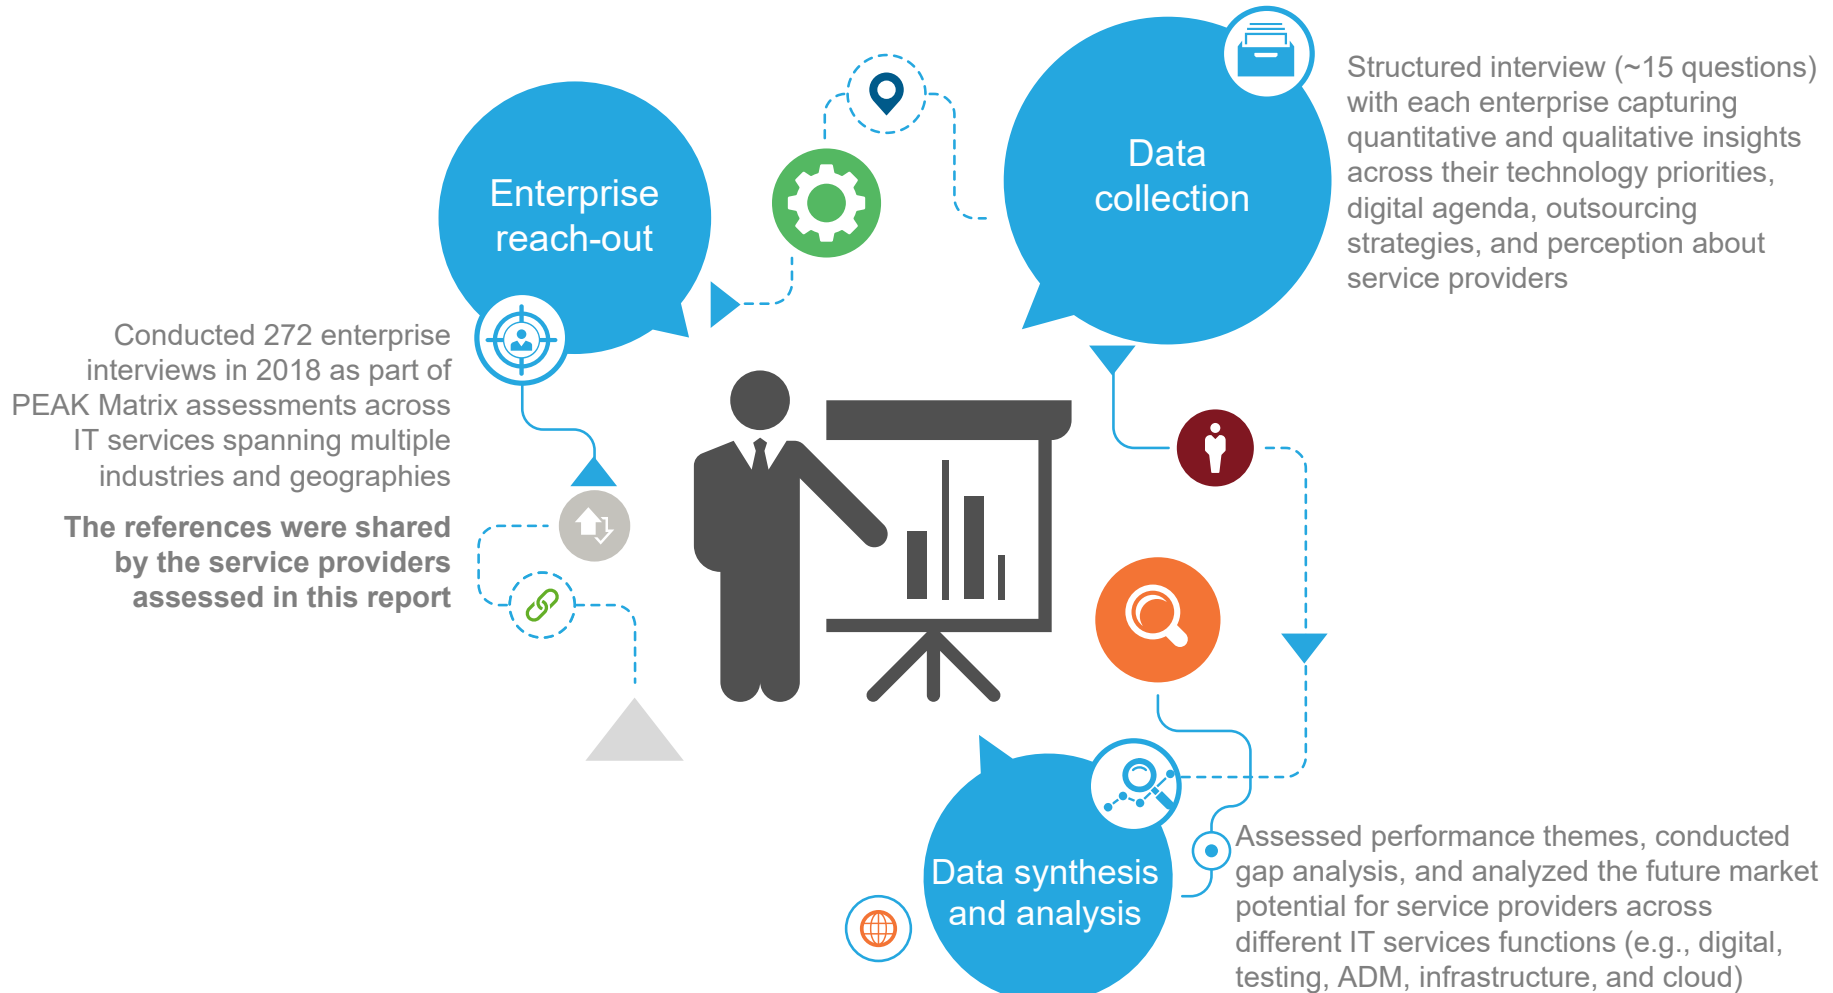 Enterprise
reach-out
Conducted 272 enterprise
interviews in 2018 as part of
PEAK Matrix assessments across
IT services spanning multiple
industries and geographies
The references were shared
by the service providers
assessed in this report
Data
collection
Structured interview (~15 questions)
with each enterprise capturing
quantitative and qualitative insights
across their technology priorities,
digital agenda, outsourcing
strategies, and perception about
service providers
Data synthesis
and analysis
Assessed performance themes, conducted
gap analysis, and analyzed the future market
potential for service providers across
different IT services functions (e.g., digital,
testing, ADM, infrastructure, and cloud)